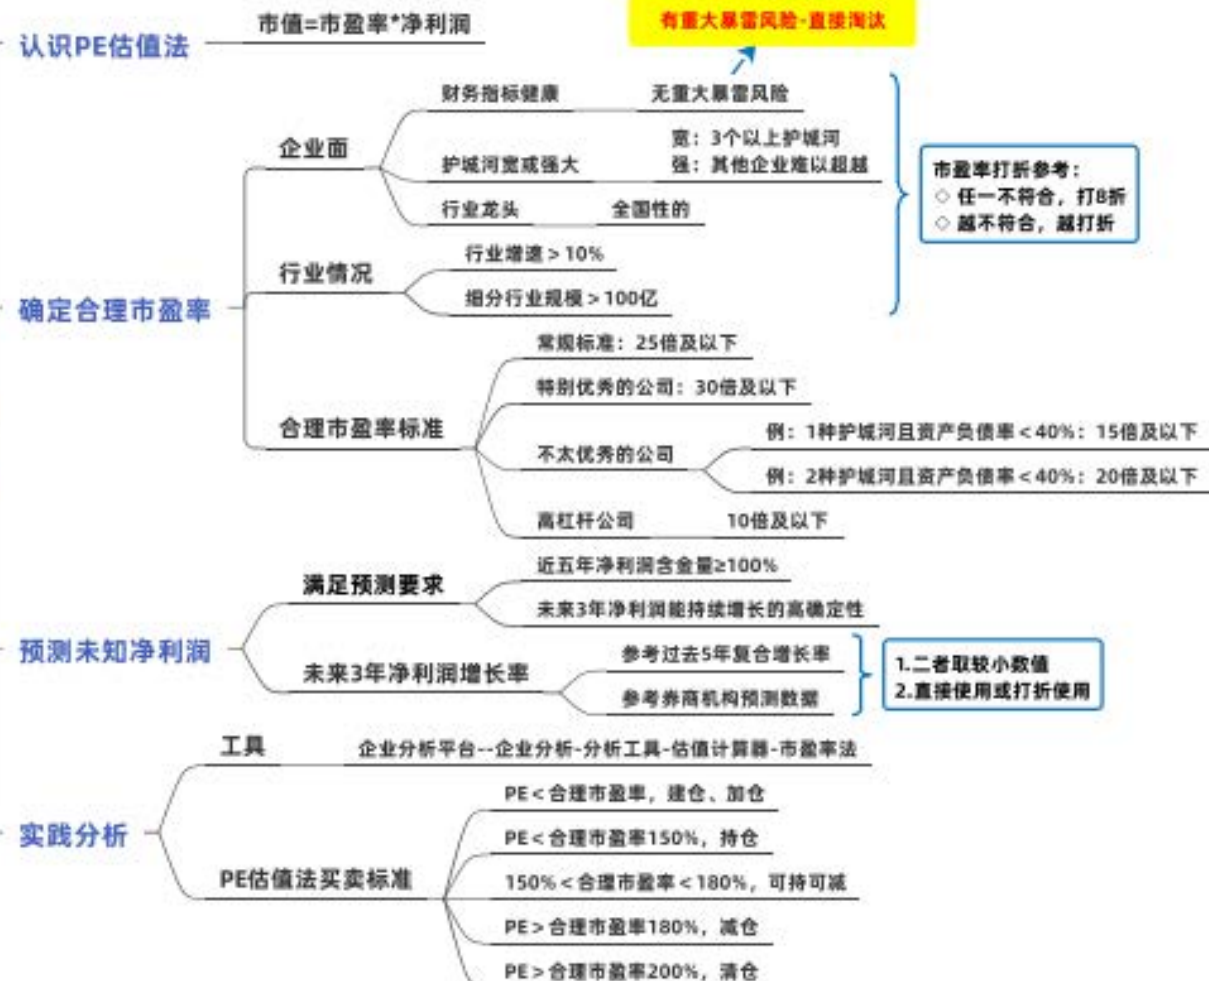 认识PE估值法
市值=市盈率*净利润
有重大暴雷风险-直接淘汰
确定合理市盈率
企业面
财务指标健康
无重大暴雷风险
护城河宽或强大
宽：3个以上护城河
强：其他企业难以超越
行业龙头
全国性的
行业情况
行业增速＞10%
细分行业规模＞100亿
市盈率打折参考：
◇ 任一不符合，打8折
◇ 越不符合，越打折
合理市盈率标准
常规标准：25倍及以下
特别优秀的公司：30倍及以下
不太优秀的公司
例：1种护城河且资产负债率＜40%：15倍及以下
例：2种护城河且资产负债率＜40%：20倍及以下
高杠杆公司
10倍及以下
预测未知净利润
满足预测要求
近五年净利润含金量≥100%
未来3年净利润能持续增长的高确定性
未来3年净利润增长率
参考过去5年复合增长率
参考券商机构预测数据
1.二者取较小数值
2.直接使用或打折使用
实践分析
工具
企业分析平台--企业分析-分析工具-估值计算器-市盈率法
PE估值法买卖标准
PE＜合理市盈率，建仓、加仓
PE＜合理市盈率150%，持仓
150%＜合理市盈率＜180%，可持可减
PE＞合理市盈率180%，减仓
PE＞合理市盈率200%，清仓